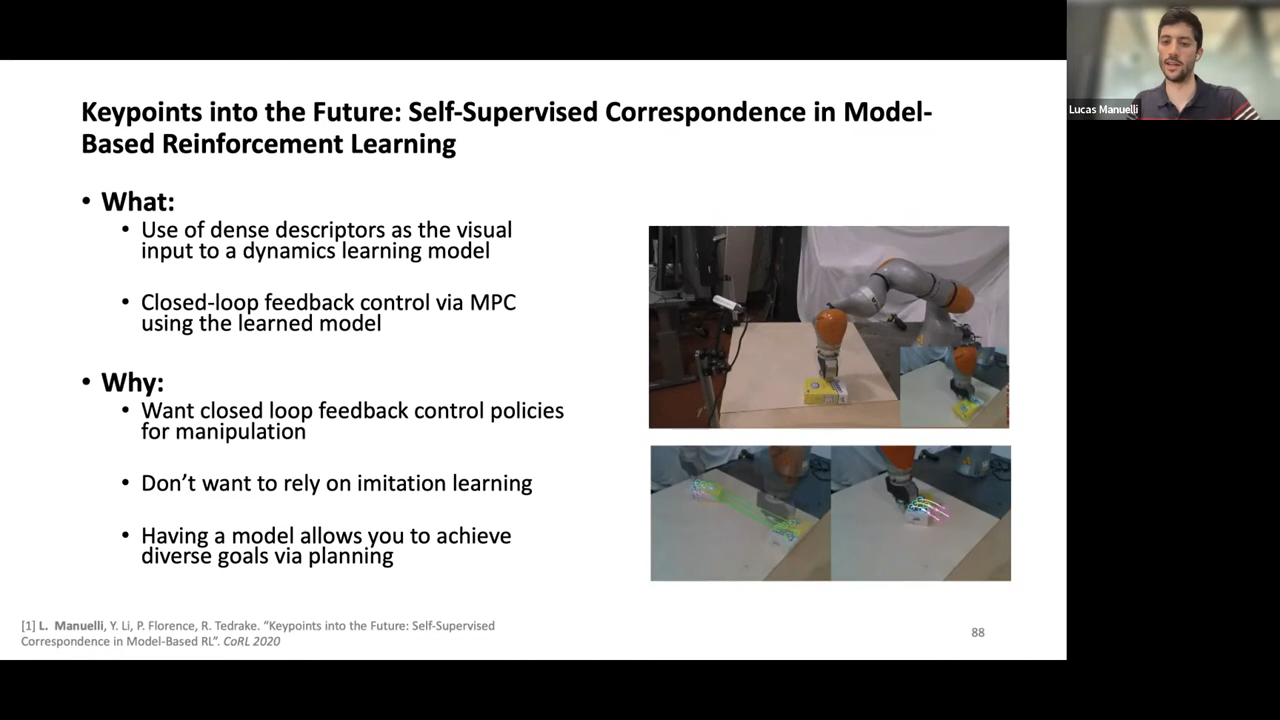 Keypoints into the Future: Self-Supervised Correspondence in Model-
Based Reinforcement Learning
• What:
• Use of dense descriptors as the visual
input to a dynamics learning model
• Closed-loop feedback control via MPC
using the learned model
• Why:
• Want closed loop feedback control policies
for manipulation
• Don’t want to rely on imitation learning
• Having a model allows you to achieve
diverse goals via planning
[1] L. Manuelli, Y. Li, P. Florence, R. Tedrake. “Keypoints into the Future: Self-Supervised
Correspondence in Model-Based RL”. CoRL 2020
88
Lucas Manuelli